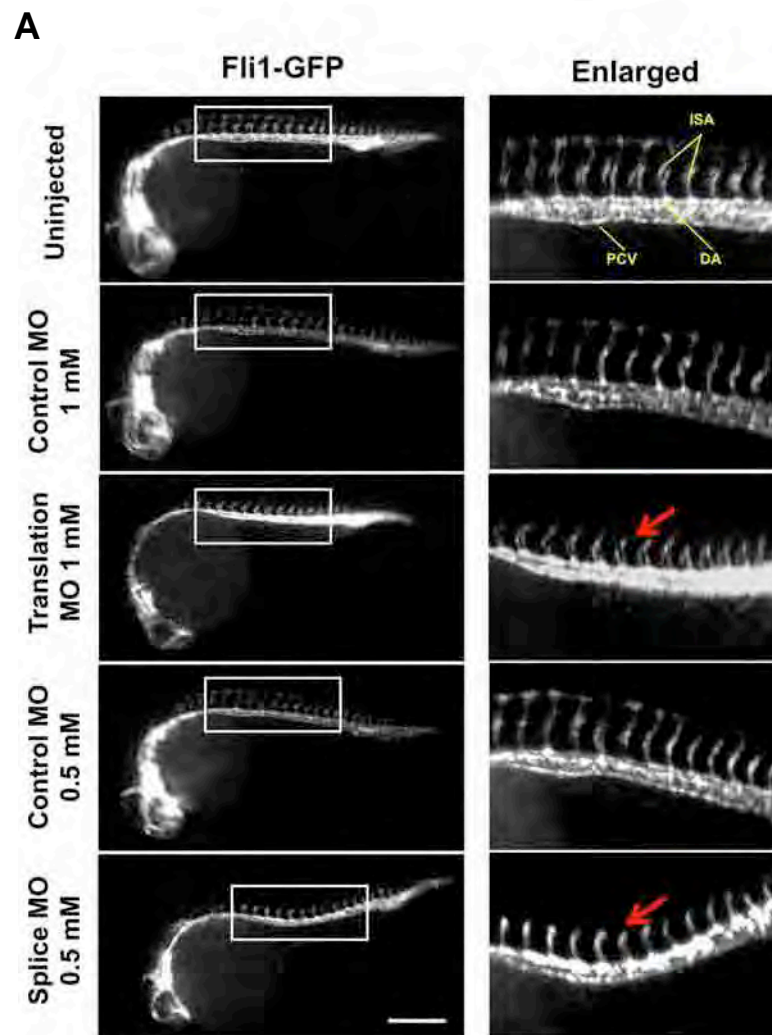 A
Fli1-GFP
Enlarged
Uninjected
ISA
PCV
DA
Control MO
1 mM
Translation
MO 1 mM
Control MO
0.5 mM
Splice MO
0.5 mM